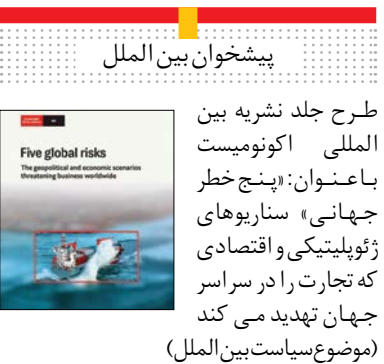 پیشخوان بین الملل
طرح جلد نشریه بین
المللی اکونومیست
باعنوان: «پنج خطر
جهانی» سناریوهای
ژئوپلیتیکی و اقتصادی
که تجارت را در سراسر
جهان تهدید می کند
(موضوع سیاست بین الملل)
Five global risks
The geopolitical and economic scenarios
threatening business worldwide